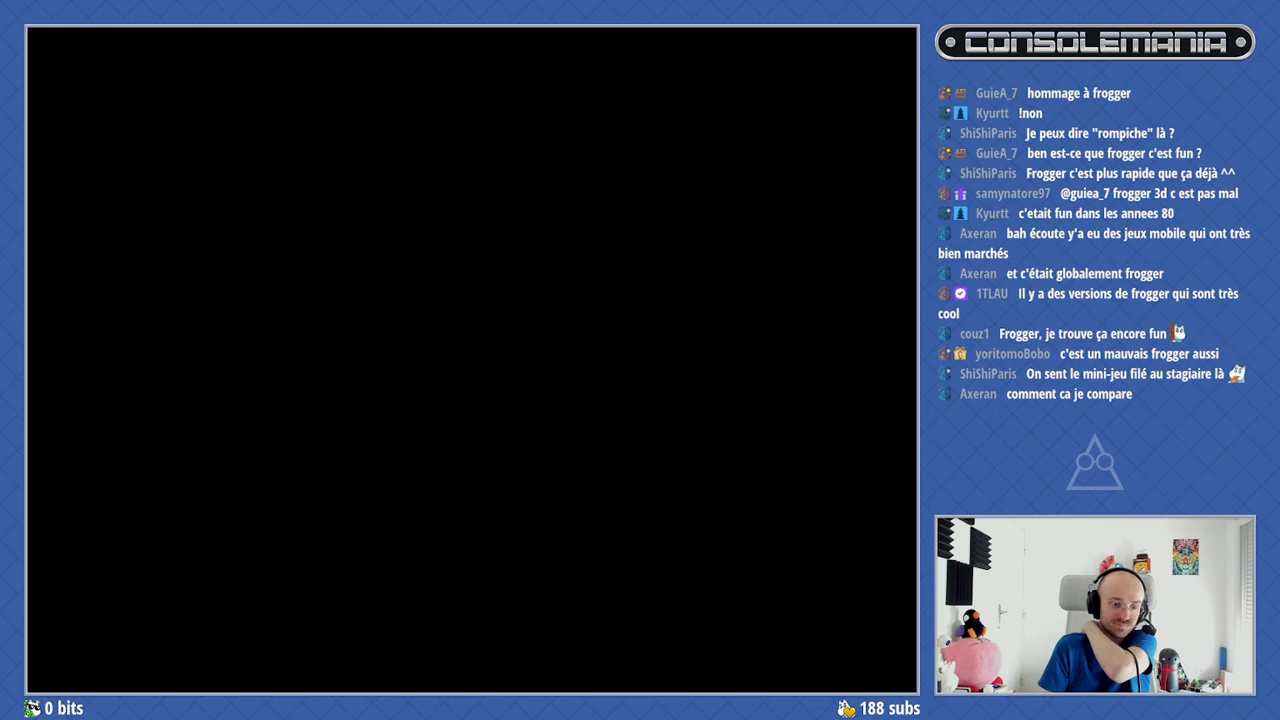 CONSOLEMANIA
GuieA_7 hommage à frogger
Kyurtt !non
ShiShiParis Je peux dire "rompiche" là ?
GuieA_7 ben est-ce que frogger c'est fun ?
ShiShiParis Frogger c'est plus rapide que ça déjà ^^
samynatore97 @guiea_7 frogger 3d c est pas mal
Kyurtt c'etait fun dans les annees 80
Axeran bah écoute y'a eu des jeux mobile qui ont très
bien marchés
Axeran et c'était globalement frogger
1TLAU Il y a des versions de frogger qui sont très
cool
couz1 Frogger, je trouve ça encore fun
yoritomoBobo c'est un mauvais frogger aussi
ShiShiParis On sent le mini-jeu filé au stagiaire là
Axeran comment ca je compare
0 bits
188 subs